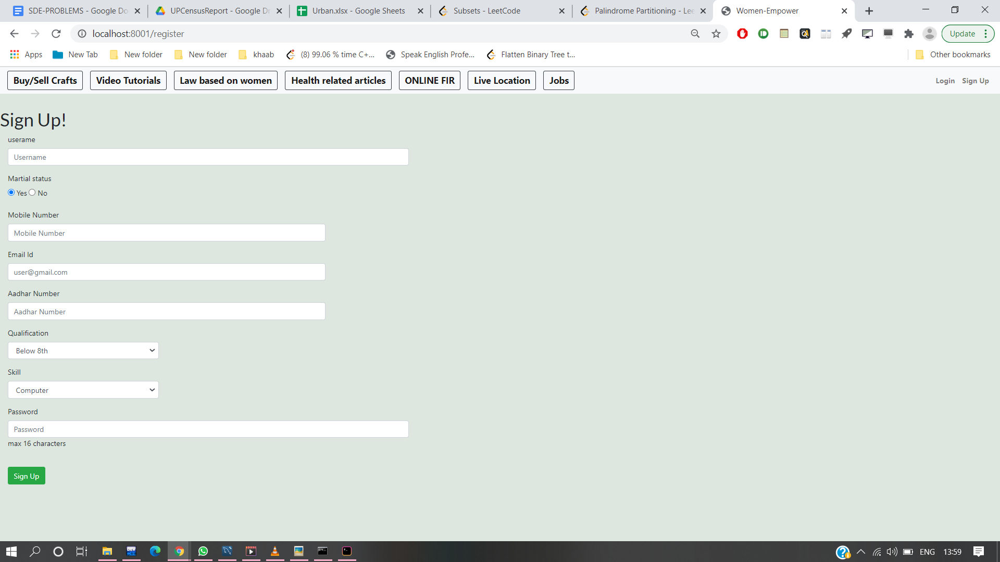 SDE-PROBLEMS - Google Do
UPCensusReport - Google Dr
Urban.xlsx - Google Sheets
Subsets - LeetCode
Palindrome Partitioning - Lee
Women-Empower
localhost:8001/register
Update
Apps
New Tab
New folder
New folder
khaab
(8) 99.06 % time C+...
Speak English Profe...
Flatten Binary Tree t...
Other bookmarks
Buy/Sell Crafts
Video Tutorials
Law based on women
Health related articles
ONLINE FIR
Live Location
Jobs
Login
Sign Up
Sign Up!
userame
Username
Martial status
Yes No
Mobile Number
Mobile Number
Email Id
user@gmail.com
Aadhar Number
Aadhar Number
Qualification
Below 8th
Skill
Computer
Password
Password
max 16 characters
Sign Up
ENG
13:59